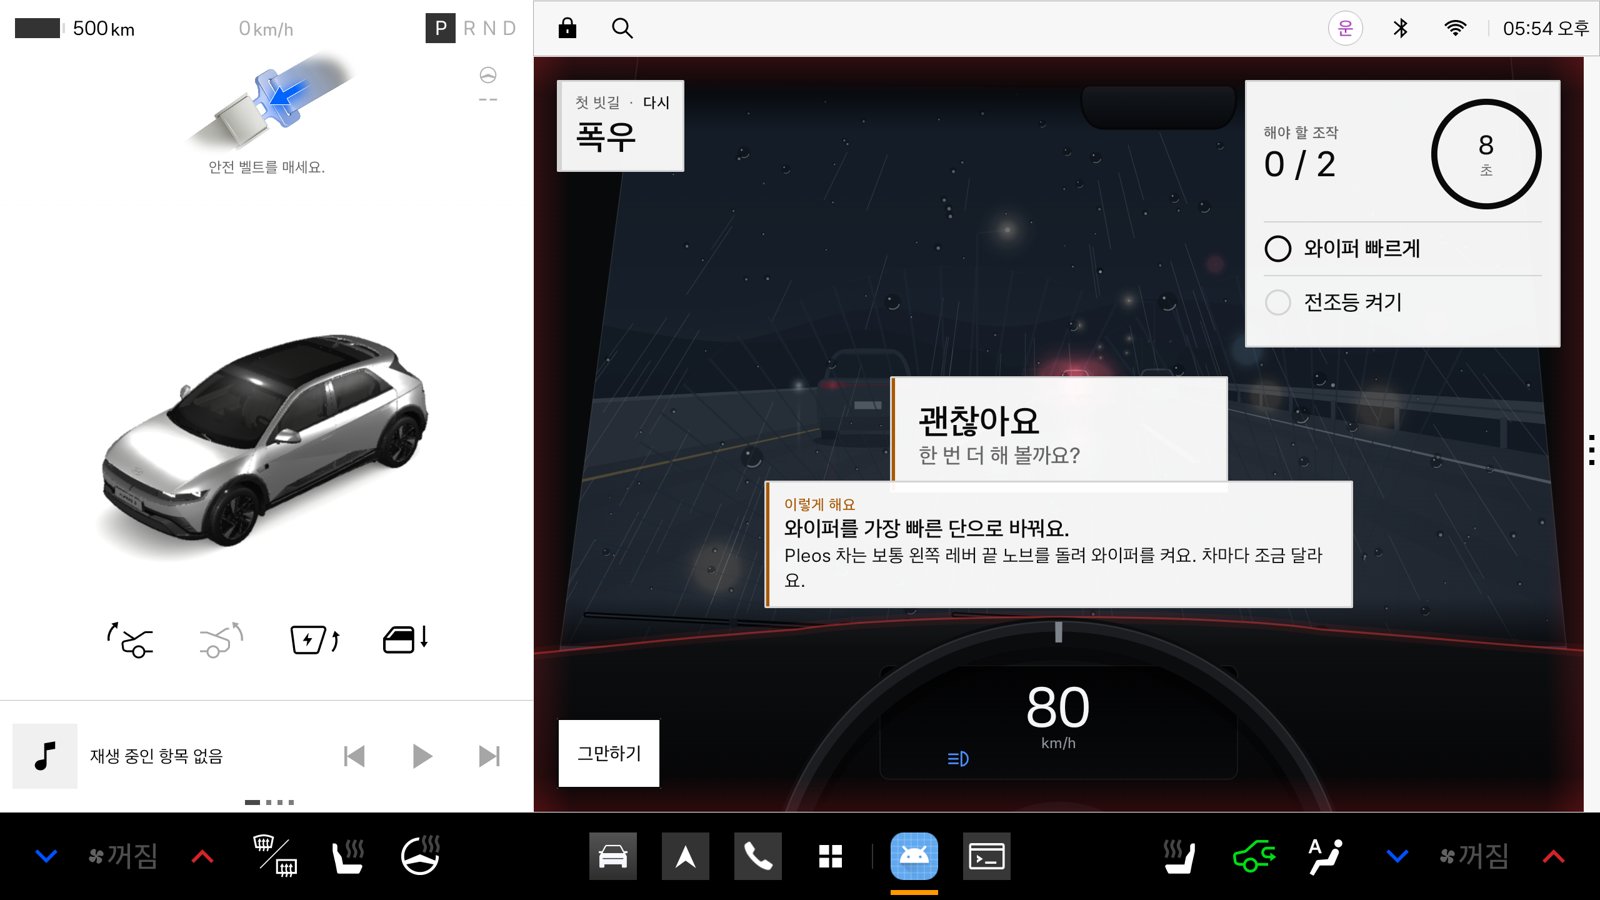 500 km
0 km/h
P R N D
운
05:54 오후
--
안전 벨트를 매세요.
재생 중인 항목 없음
첫 빗길 · 다시
폭우
해야 할 조작
0 / 2
8
초
와이퍼 빠르게
전조등 켜기
괜찮아요
한 번 더 해 볼까요?
이렇게 해요
와이퍼를 가장 빠른 단으로 바꿔요.
Pleos 차는 보통 왼쪽 레버 끝 노브를 돌려 와이퍼를 켜요. 차마다 조금 달라
요.
80
km/h
그만하기
꺼짐
A
꺼짐